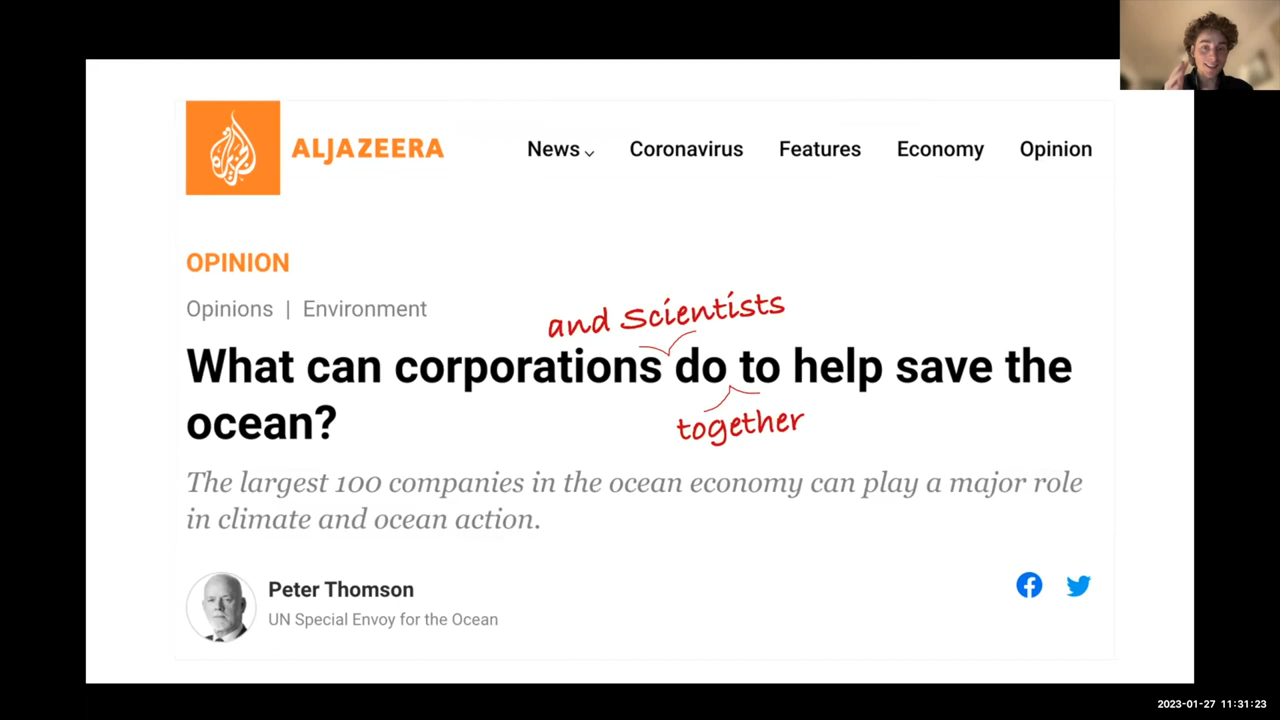 ALJAZEERA
News Coronavirus Features Economy Opinion
OPINION
Opinions | Environment
and Scientists
What can corporations do to help save the
ocean?
together
The largest 100 companies in the ocean economy can play a major role
in climate and ocean action.
Peter Thomson
UN Special Envoy for the Ocean
2023-01-27 11:31:23